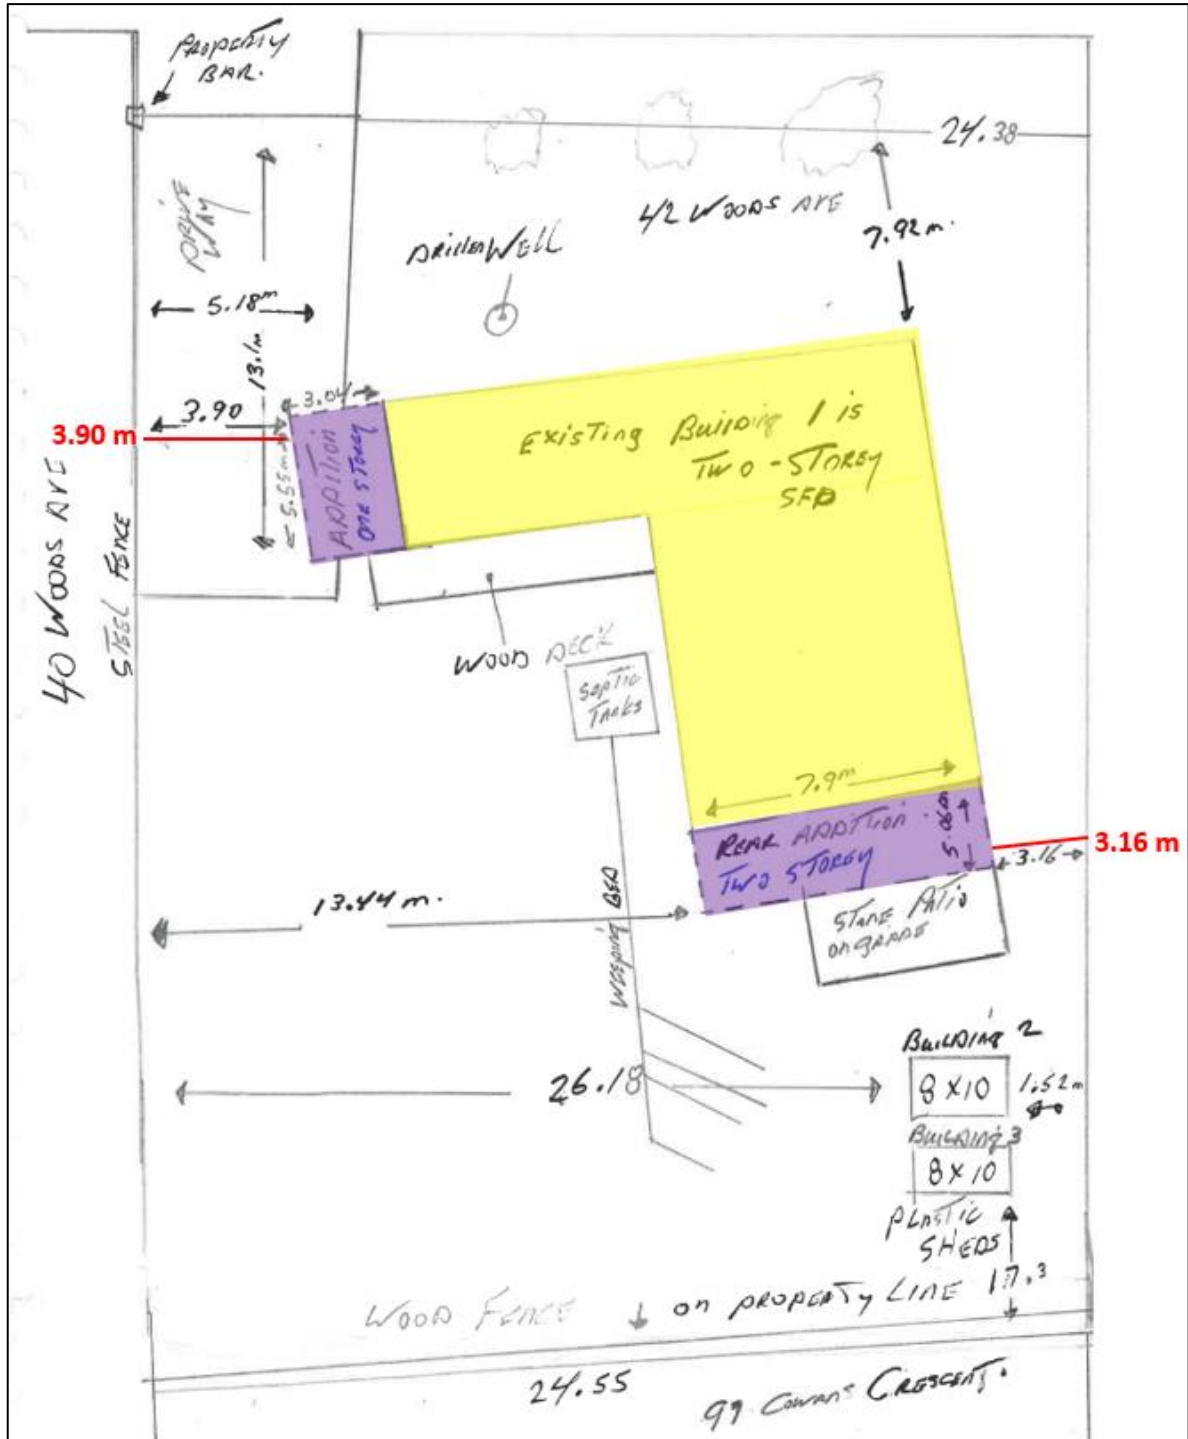 PROPERTY
BAR.
24.38
DRIVE
WAY
42 WOODS AVE
7.92 m.
DRILLED WELL
5.18m
13.1m
3.04
3.90
3.90 m
5.55m
ADDITION
ONE STOREY
EXISTING BUILDING 1 is
TWO-STOREY
SFD
40 WOODS AVE
STEEL FENCE
WOOD DECK
SEPTIC
TANKS
7.9m
REAR ADDITION
TWO STOREY
5.06m
3.16 m
3.16
13.44 m.
STONE PATIO
ON GRADE
WEEPING BED
BUILDING 2
8 X 10
1.52m
26.18
BUILDING 3
8 X 10
PLASTIC
SHEDS
17.3
WOOD FENCE ON PROPERTY LINE
24.55
99 COWANS CRESCENT.